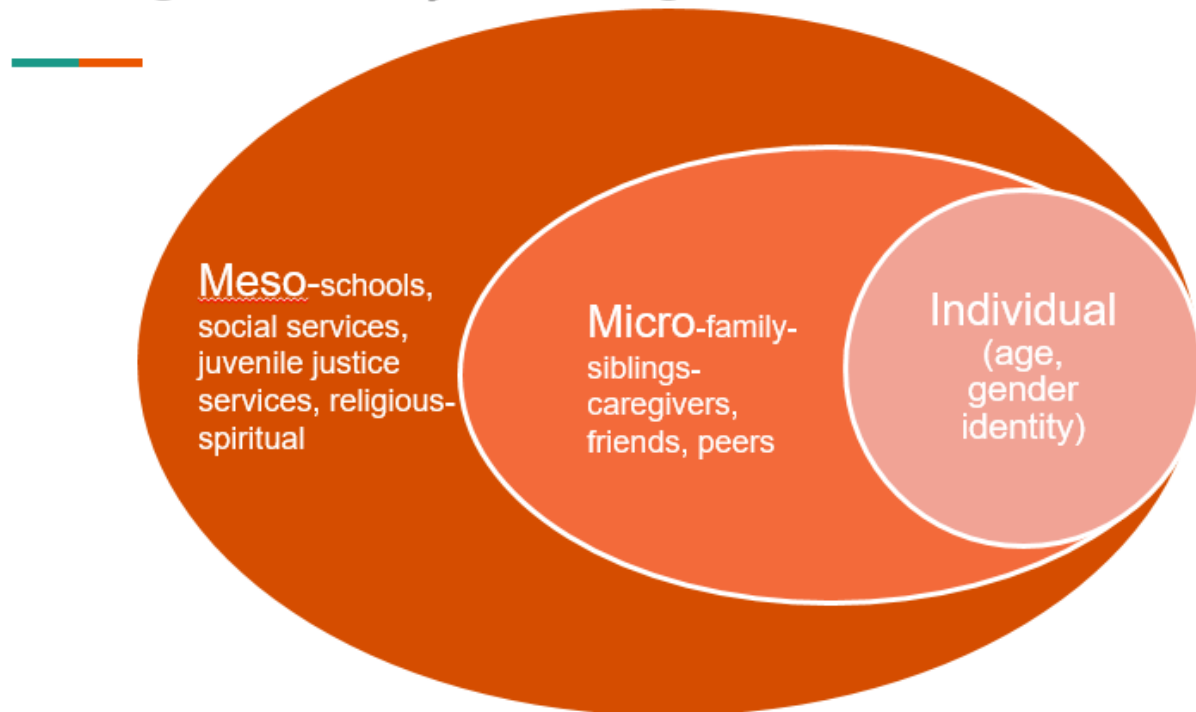 Meso-schools,
social services,
juvenile justice
services, religious-
spiritual
Micro-family-
siblings-
caregivers,
friends, peers
Individual
(age,
gender
identity)